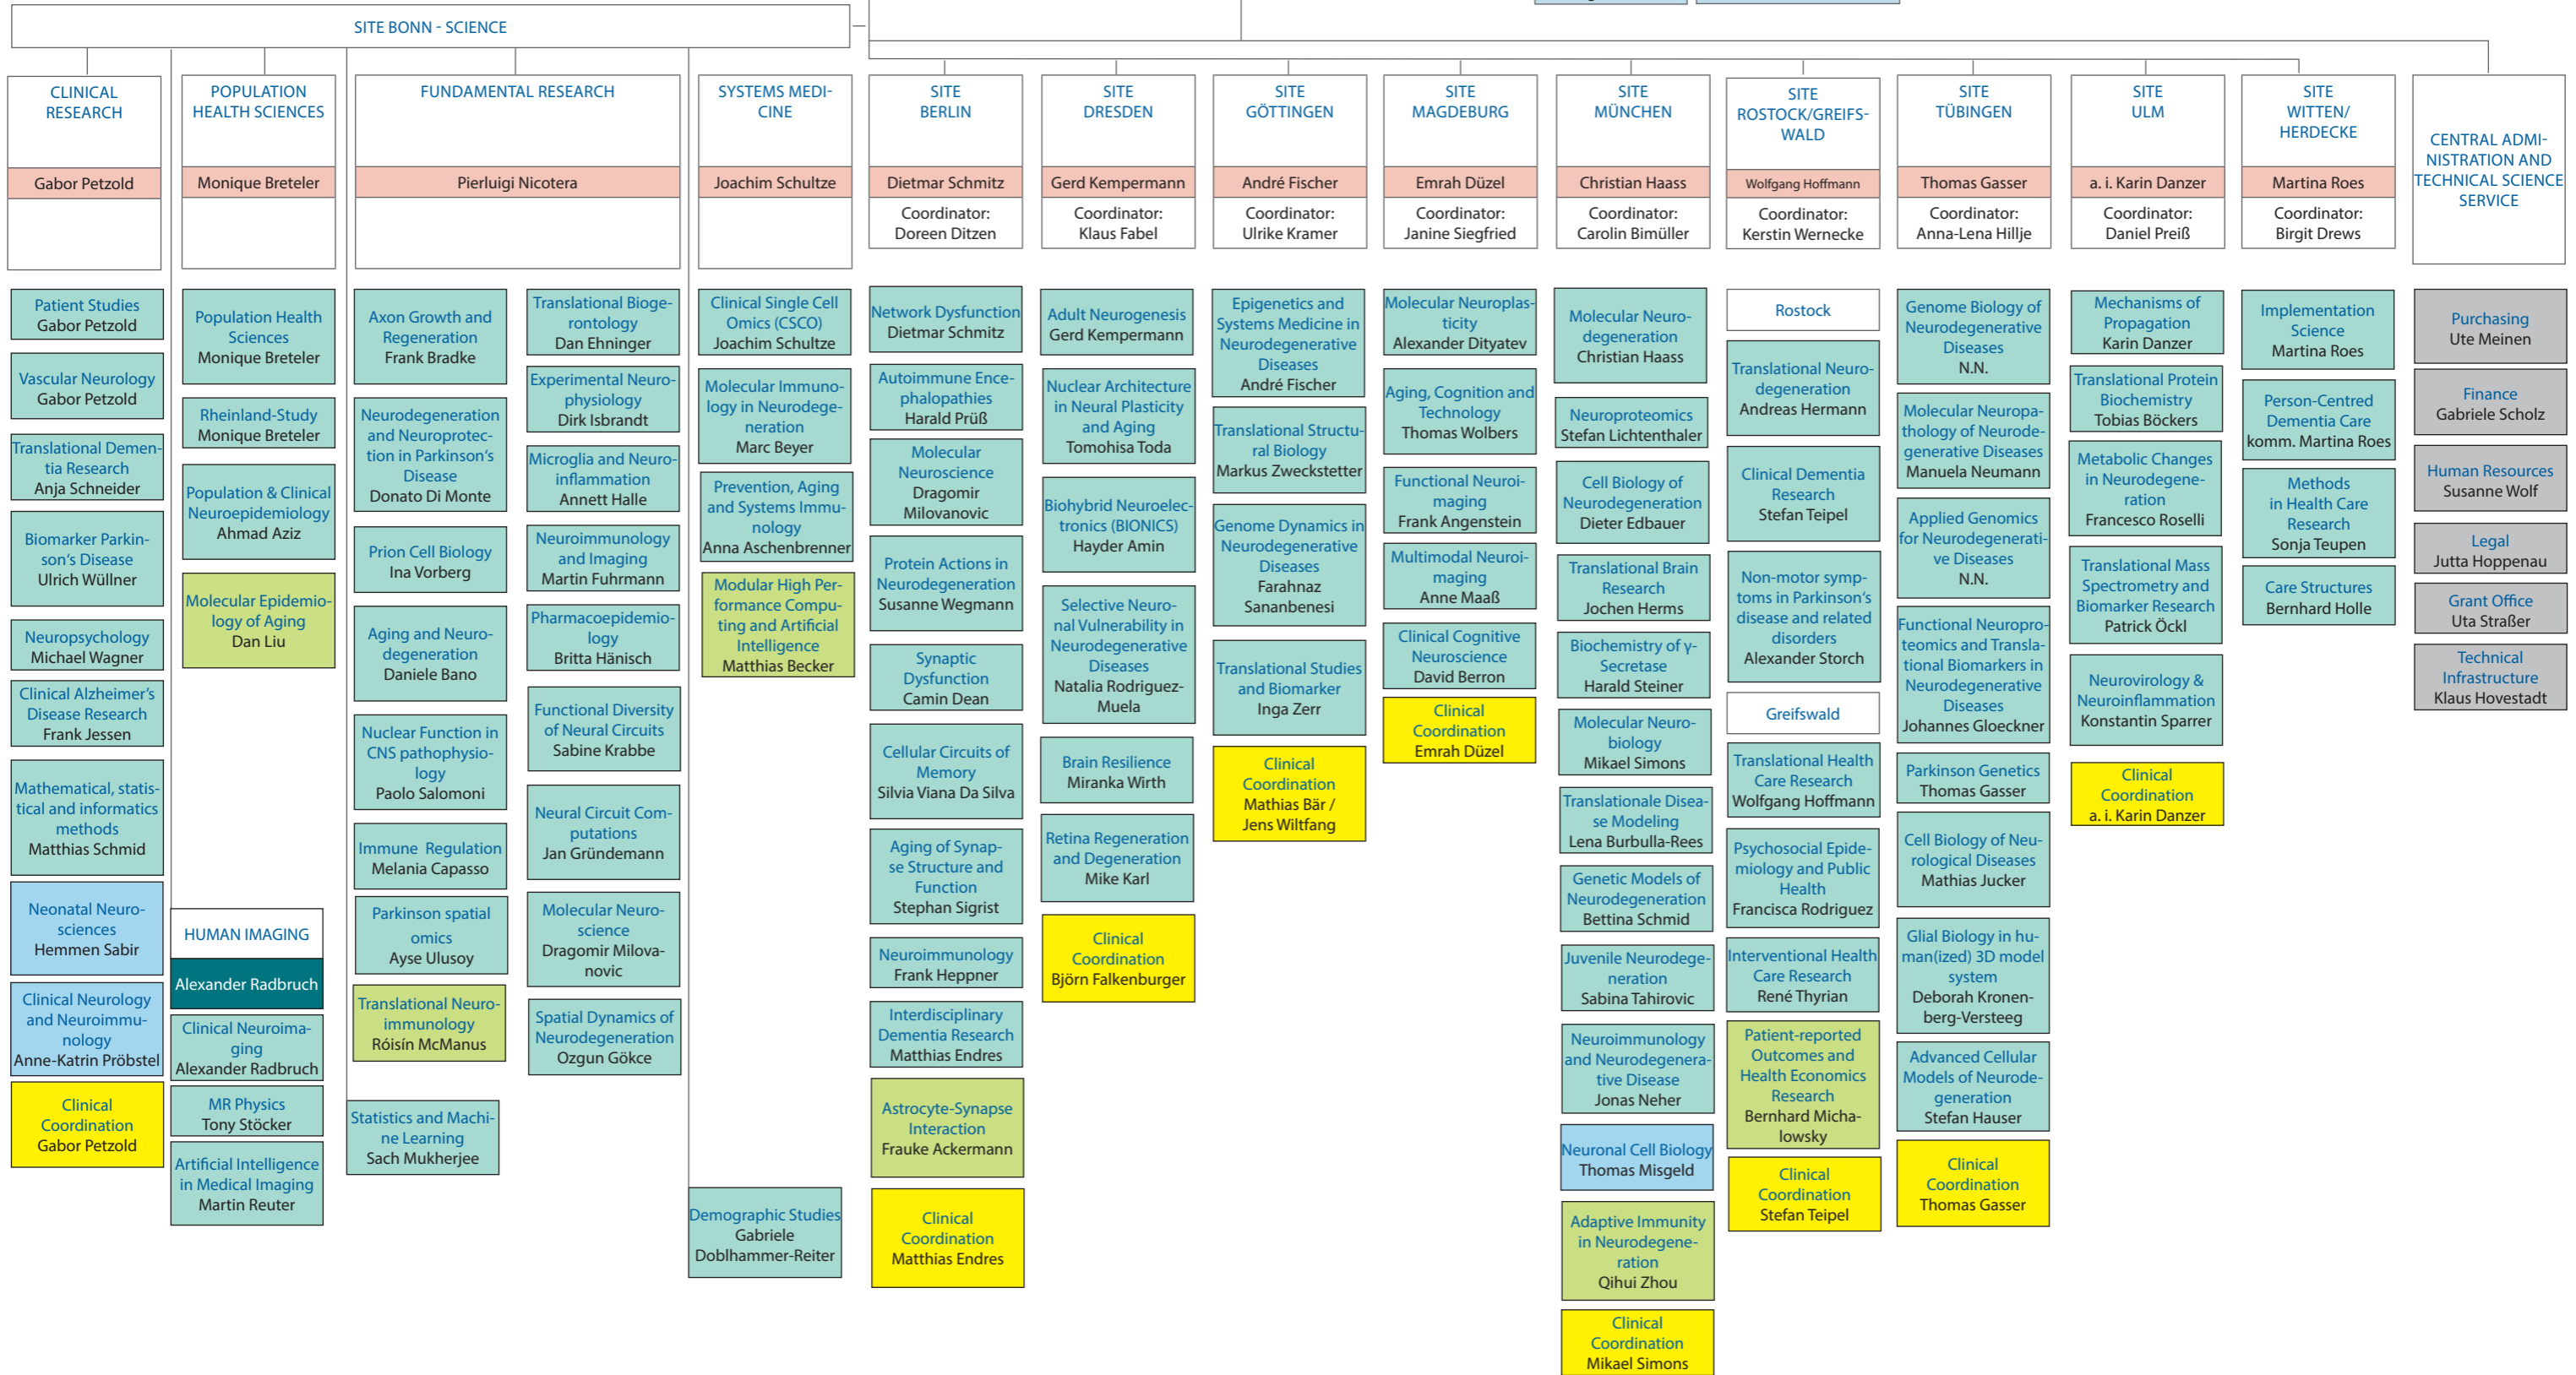 SITE BONN - SCIENCE
CLINICAL
RESEARCH
Gabor Petzold
Patient Studies
Gabor Petzold
Vascular Neurology
Gabor Petzold
Translational Demen-
tia Research
Anja Schneider
Biomarker Parkin-
son's Disease
Ulrich Wüllner
Neuropsychology
Michael Wagner
Clinical Alzheimer's
Disease Research
Frank Jessen
Mathematical, statis-
tical and informatics
methods
Matthias Schmid
Neonatal Neuro-
sciences
Hemmen Sabir
Clinical Neurology
and Neuroimmu-
nology
Anne-Katrin Pröbstel
Clinical
Coordination
Gabor Petzold
POPULATION
HEALTH SCIENCES
Monique Breteler
Population Health
Sciences
Monique Breteler
Rheinland-Study
Monique Breteler
Population & Clinical
Neuroepidemiology
Ahmad Aziz
Molecular Epidemio-
logy of Aging
Dan Liu
HUMAN IMAGING
Alexander Radbruch
Clinical Neuroima-
ging
Alexander Radbruch
MR Physics
Tony Stöcker
Artificial Intelligence
in Medical Imaging
Martin Reuter
FUNDAMENTAL RESEARCH
Pierluigi Nicotera
Axon Growth and
Regeneration
Frank Bradke
Neurodegeneration
and Neuroprotec-
tion in Parkinson's
Disease
Donato Di Monte
Prion Cell Biology
Ina Vorberg
Aging and Neuro-
degeneration
Daniele Bano
Nuclear Function in
CNS pathophysio-
logy
Paolo Salomoni
Immune Regulation
Melania Capasso
Parkinson spatial
omics
Ayse Ulusoy
Translational Neuro-
immunology
Róisín McManus
Statistics and Machi-
ne Learning
Sach Mukherjee
Translational Bioge-
rontology
Dan Ehninger
Experimental Neuro-
physiology
Dirk Isbrandt
Microglia and Neuro-
inflammation
Annett Halle
Neuroimmunology
and Imaging
Martin Fuhrmann
Pharmacoepidemio-
logy
Britta Hänisch
Functional Diversity
of Neural Circuits
Sabine Krabbe
Neural Circuit Com-
putations
Jan Gründemann
Molecular Neuro-
science
Dragomir Milova-
novic
Spatial Dynamics of
Neurodegeneration
Ozgun Gökce
SYSTEMS MEDI-
CINE
Joachim Schultze
Clinical Single Cell
Omics (CSCO)
Joachim Schultze
Molecular Immuno-
logy in Neurodege-
neration
Marc Beyer
Prevention, Aging
and Systems Immu-
nology
Anna Aschenbrenner
Modular High Per-
formance Compu-
ting and Artificial
Intelligence
Matthias Becker
Demographic Studies
Gabriele
Doblhammer-Reiter
SITE
BERLIN
Dietmar Schmitz
Coordinator:
Doreen Ditzen
Network Dysfunction
Dietmar Schmitz
Autoimmune Ence-
phalopathies
Harald Prüß
Molecular
Neuroscience
Dragomir
Milovanovic
Protein Actions in
Neurodegeneration
Susanne Wegmann
Synaptic
Dysfunction
Camin Dean
Cellular Circuits of
Memory
Silvia Viana Da Silva
Aging of Synap-
se Structure and
Function
Stephan Sigrist
Neuroimmunology
Frank Heppner
Interdisciplinary
Dementia Research
Matthias Endres
Astrocyte-Synapse
Interaction
Frauke Ackermann
Clinical
Coordination
Matthias Endres
SITE
DRESDEN
Gerd Kempermann
Coordinator:
Klaus Fabel
Adult Neurogenesis
Gerd Kempermann
Nuclear Architecture
in Neural Plasticity
and Aging
Tomohisa Toda
Biohybrid Neuroelec-
tronics (BIONICS)
Hayder Amin
Selective Neuro-
nal Vulnerability in
Neurodegenerative
Diseases
Natalia Rodriguez-
Muela
Brain Resilience
Miranka Wirth
Retina Regeneration
and Degeneration
Mike Karl
Clinical
Coordination
Björn Falkenburger
SITE
GÖTTINGEN
André Fischer
Coordinator:
Ulrike Kramer
Epigenetics and
Systems Medicine in
Neurodegenerative
Diseases
André Fischer
Translational Structu-
ral Biology
Markus Zweckstetter
Genome Dynamics in
Neurodegenerative
Diseases
Farahnaz
Sananbenesi
Translational Studies
and Biomarker
Inga Zerr
Clinical
Coordination
Mathias Bär /
Jens Wiltfang
SITE
MAGDEBURG
Emrah Düzel
Coordinator:
Janine Siegfried
Molecular Neuroplas-
ticity
Alexander Dityatev
Aging, Cognition and
Technology
Thomas Wolbers
Functional Neuroi-
maging
Frank Angenstein
Multimodal Neuroi-
maging
Anne Maaß
Clinical Cognitive
Neuroscience
David Berron
Clinical
Coordination
Emrah Düzel
SITE
MÜNCHEN
Christian Haass
Coordinator:
Carolin Bimüller
Molecular Neuro-
degeneration
Christian Haass
Neuroproteomics
Stefan Lichtenthaler
Cell Biology of
Neurodegeneration
Dieter Edbauer
Translational Brain
Research
Jochen Herms
Biochemistry of γ-
Secretase
Harald Steiner
Molecular Neuro-
biology
Mikael Simons
Translationale Disea-
se Modeling
Lena Burbulla-Rees
Genetic Models of
Neurodegeneration
Bettina Schmid
Juvenile Neurodege-
neration
Sabina Tahirovic
Neuroimmunology
and Neurodegenera-
tive Disease
Jonas Neher
Neuronal Cell Biology
Thomas Misgeld
Adaptive Immunity
in Neurodegene-
ration
Qihui Zhou
Clinical
Coordination
Mikael Simons
SITE
ROSTOCK/GREIFS-
WALD
Wolfgang Hoffmann
Coordinator:
Kerstin Wernecke
Rostock
Translational Neuro-
degeneration
Andreas Hermann
Clinical Dementia
Research
Stefan Teipel
Non-motor symp-
toms in Parkinson's
disease and related
disorders
Alexander Storch
Greifswald
Translational Health
Care Research
Wolfgang Hoffmann
Psychosocial Epide-
miology and Public
Health
Francisca Rodriguez
Interventional Health
Care Research
René Thyrian
Patient-reported
Outcomes and
Health Economics
Research
Bernhard Micha-
lowsky
Clinical
Coordination
Stefan Teipel
SITE
TÜBINGEN
Thomas Gasser
Coordinator:
Anna-Lena Hillje
Genome Biology of
Neurodegenerative
Diseases
N.N.
Molecular Neuropa-
thology of Neurode-
generative Diseases
Manuela Neumann
Applied Genomics
for Neurodegenerati-
ve Diseases
N.N.
Functional Neuropro-
teomics and Transla-
tional Biomarkers in
Neurodegenerative
Diseases
Johannes Gloeckner
Parkinson Genetics
Thomas Gasser
Cell Biology of Neu-
rological Diseases
Mathias Jucker
Glial Biology in hu-
man(ized) 3D model
system
Deborah Kronen-
berg-Versteeg
Advanced Cellular
Models of Neurode-
generation
Stefan Hauser
Clinical
Coordination
Thomas Gasser
SITE
ULM
a. i. Karin Danzer
Coordinator:
Daniel Preiß
Mechanisms of
Propagation
Karin Danzer
Translational Protein
Biochemistry
Tobias Böckers
Metabolic Changes
in Neurodegene-
ration
Francesco Roselli
Translational Mass
Spectrometry and
Biomarker Research
Patrick Öckl
Neurovirology &
Neuroinflammation
Konstantin Sparrer
Clinical
Coordination
a. i. Karin Danzer
SITE
WITTEN/
HERDECKE
Martina Roes
Coordinator:
Birgit Drews
Implementation
Science
Martina Roes
Person-Centred
Dementia Care
komm. Martina Roes
Methods
in Health Care
Research
Sonja Teupen
Care Structures
Bernhard Holle
CENTRAL ADMI-
NISTRATION AND
TECHNICAL SCIENCE
SERVICE
Purchasing
Ute Meinen
Finance
Gabriele Scholz
Human Resources
Susanne Wolf
Legal
Jutta Hoppenau
Grant Office
Uta Straßer
Technical
Infrastructure
Klaus Hovestadt